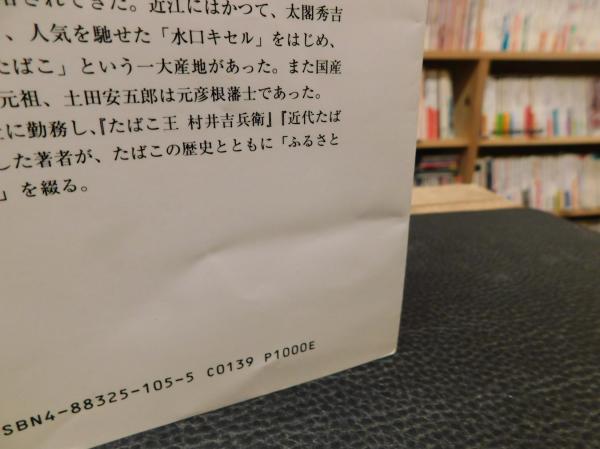 されてきた。近江にはかつて、太閤秀吉
、人気を馳せた「水口キセル」をはじめ、
たばこ」という一大産地があった。また国産
元祖、土田安五郎は元彦根藩士であった。
に勤務し、『たばこ王 村井吉兵衛』『近代たば
した著者が、たばこの歴史とともに「ふるさと
」を綴る。
SBN4-88325-105-5 C0139 P1000E